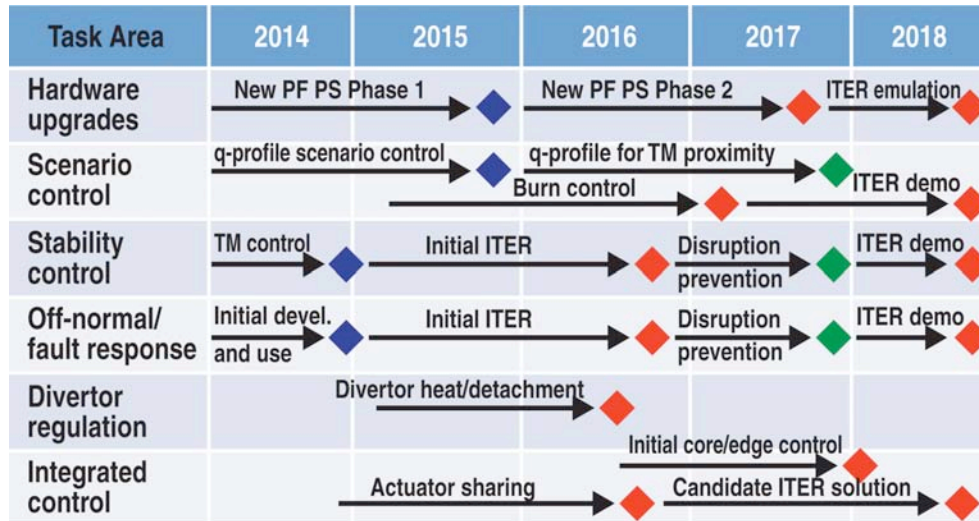 Task Area 2014 2015 2016 2017 2018
Hardware
upgrades
New PF PS Phase 1
New PF PS Phase 2
ITER emulation
Scenario
control
q-profile scenario control
q-profile for TM proximity
Burn control
ITER demo
Stability
control
TM control
Initial ITER
Disruption
prevention
ITER demo
Off-normal/
fault response
Initial devel.
and use
Initial ITER
Disruption
prevention
ITER demo
Divertor
regulation
Divertor heat/detachment
Initial core/edge control
Integrated
control
Actuator sharing
Candidate ITER solution